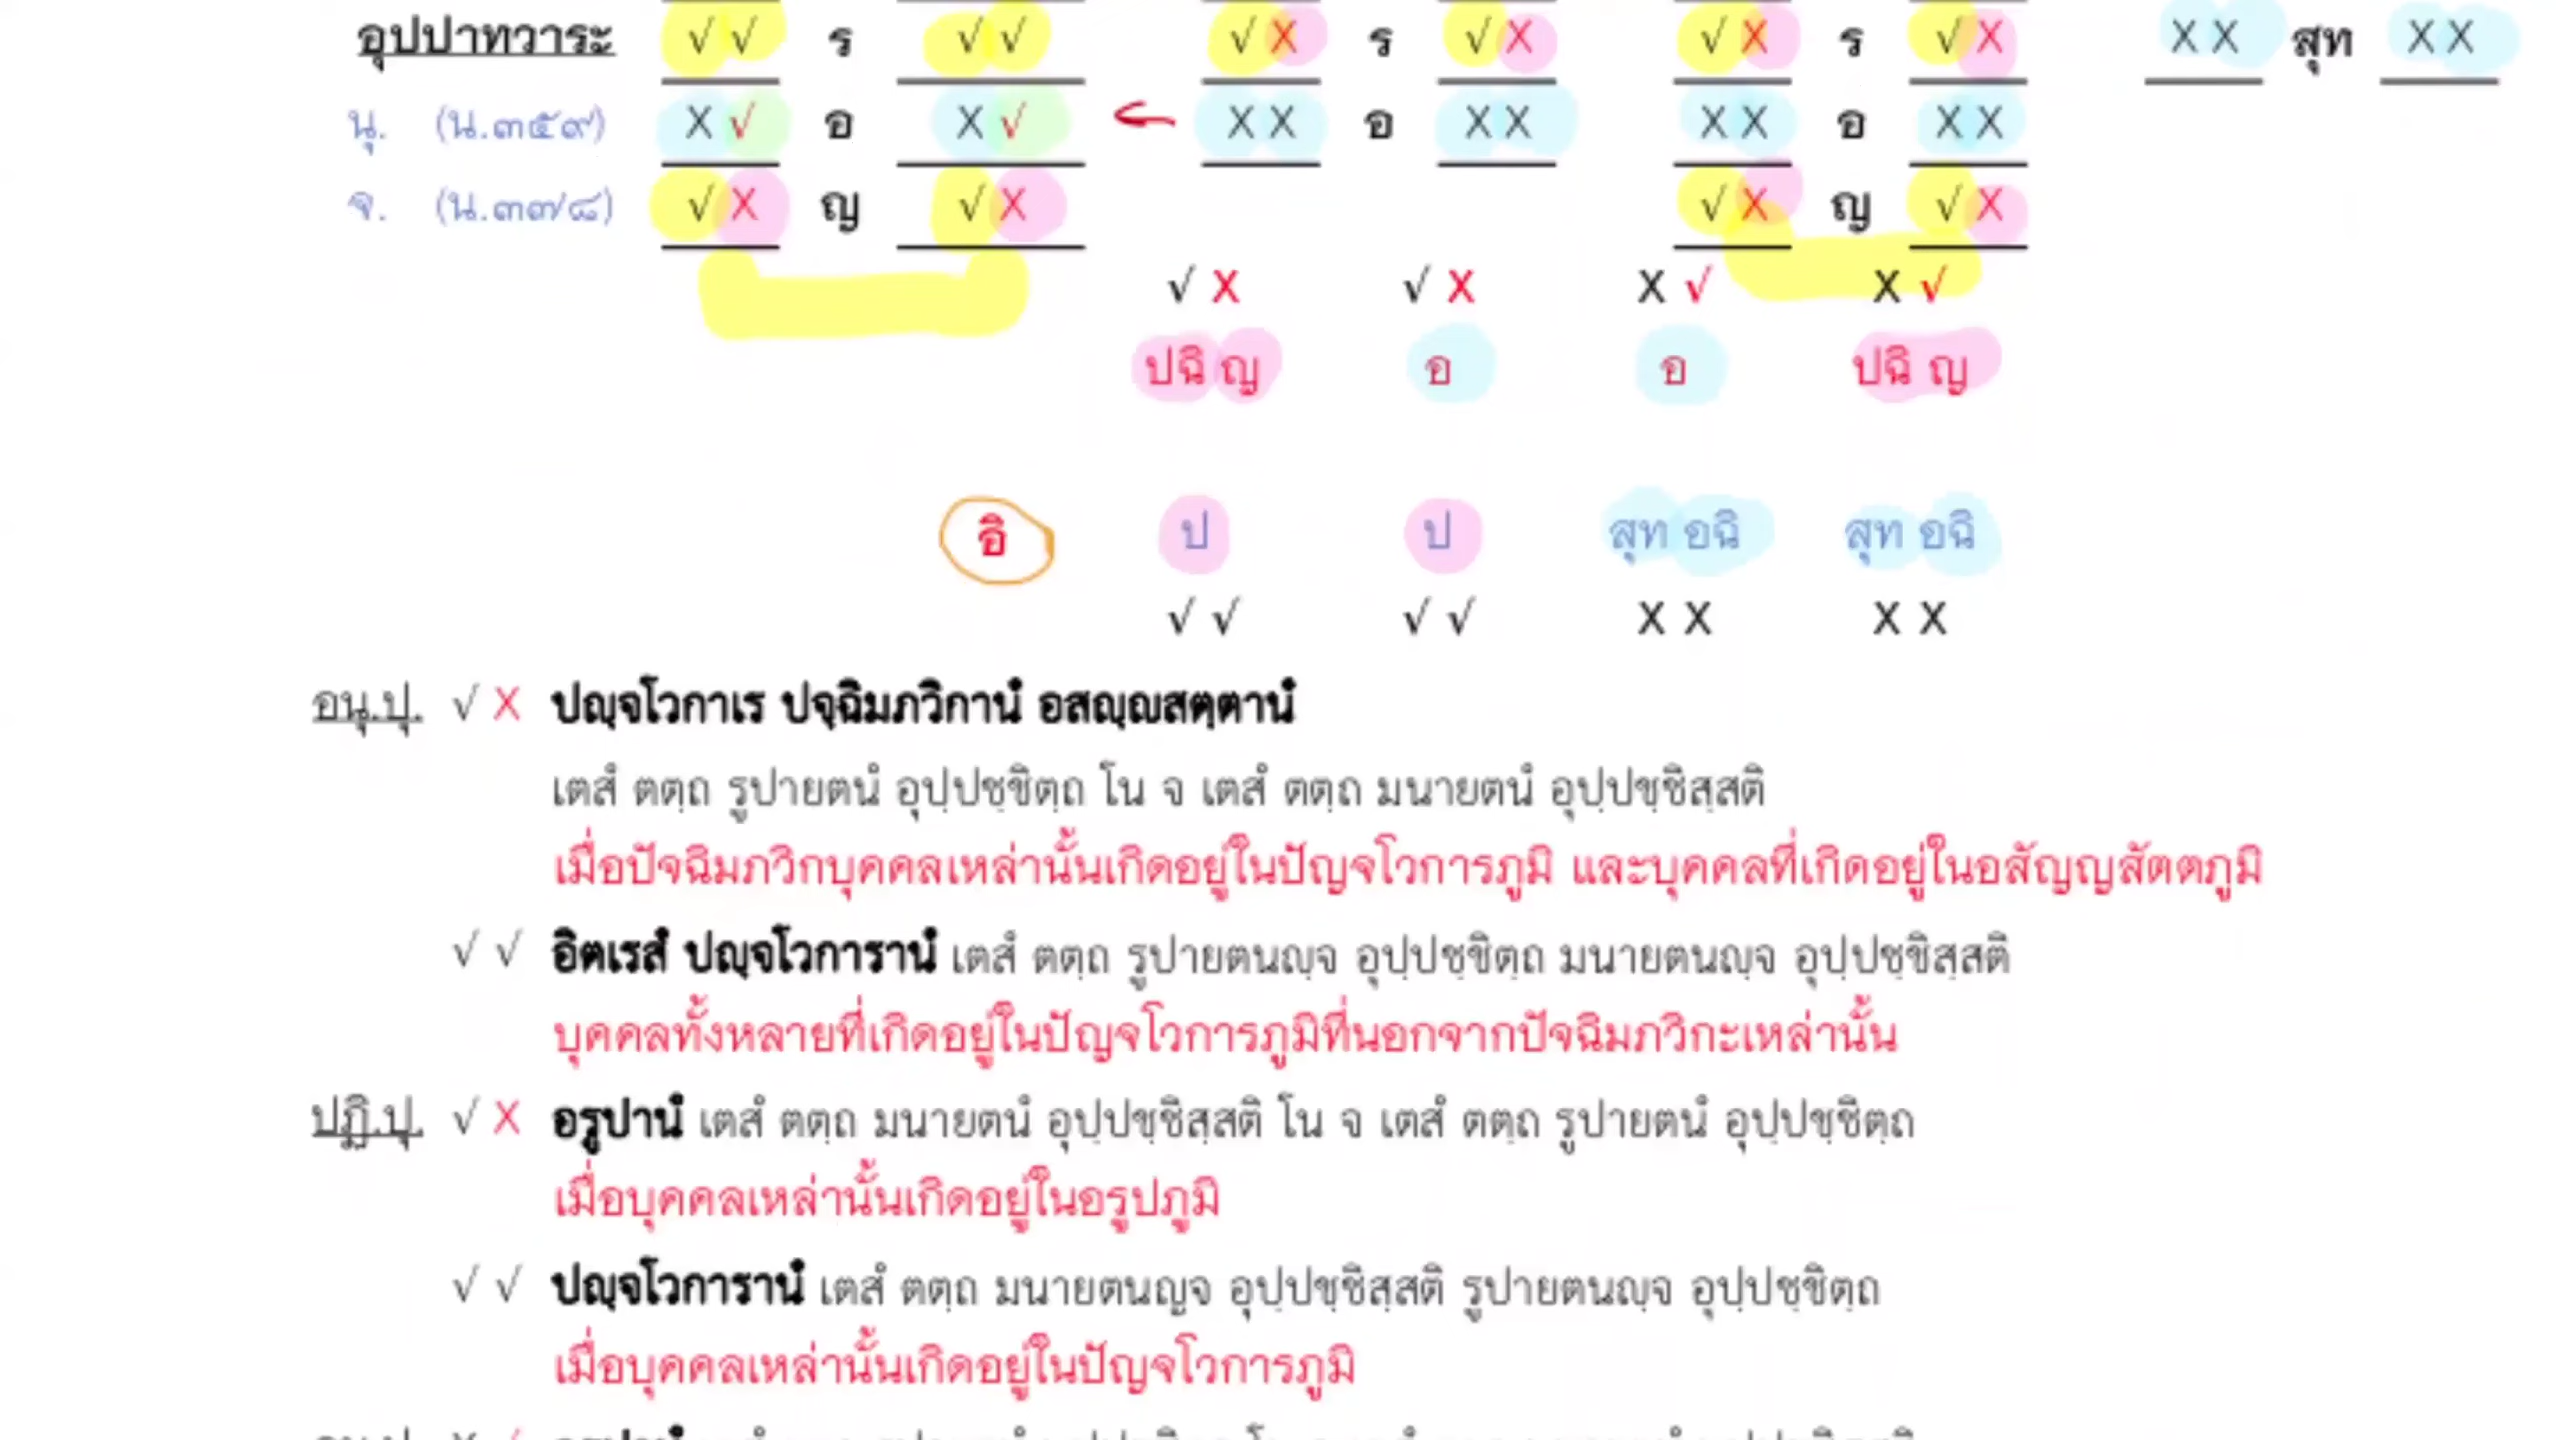 อุปปาทวาระ √ √ ร √ √ √ X ร √ X √ X ร √ X X X สุท X X
นุ. (น.๓๕๙) X √ อ X √ X X อ X X X X อ X X
จ. (น.๓๗๘) √ X ญ √ X √ X ญ √ X
√ X √ X X √ X √
ปฉิ ญ อ อ ปฉิ ญ
อิ ป ป สุท อฉิ สุท อฉิ
√ √ √ √ X X X X
อนุ.ปุ. √ X ปญฺจโวกาเร ปจฺฉิมภวิกานํ อสญฺญสตฺตานํ
เตสํ ตตฺถ รูปายตนํ อุปฺปชฺชิตฺถ โน จ เตสํ ตตฺถ มนายตนํ อุปฺปชฺชิสฺสติ
เมื่อปัจฉิมภวิกบุคคลเหล่านั้นเกิดอยู่ในปัญจโวการภูมิ และบุคคลที่เกิดอยู่ในอสัญญสัตตภูมิ
√ √ อิตเรสํ ปญฺจโวการานํ เตสํ ตตฺถ รูปายตนญฺจ อุปฺปชฺชิตฺถ มนายตนญฺจ อุปฺปชฺชิสฺสติ
บุคคลทั้งหลายที่เกิดอยู่ในปัญจโวการภูมิที่นอกจากปัจฉิมภวิกะเหล่านั้น
ปฏิ.ปุ. √ X อรูปานํ เตสํ ตตฺถ มนายตนํ อุปฺปชฺชิสฺสติ โน จ เตสํ ตตฺถ รูปายตนํ อุปฺปชฺชิตฺถ
เมื่อบุคคลเหล่านั้นเกิดอยู่ในอรูปภูมิ
√ √ ปญฺจโวการานํ เตสํ ตตฺถ มนายตนญฺจ อุปฺปชฺชิสฺสติ รูปายตนญฺจ อุปฺปชฺชิตฺถ
เมื่อบุคคลเหล่านั้นเกิดอยู่ในปัญจโวการภูมิ